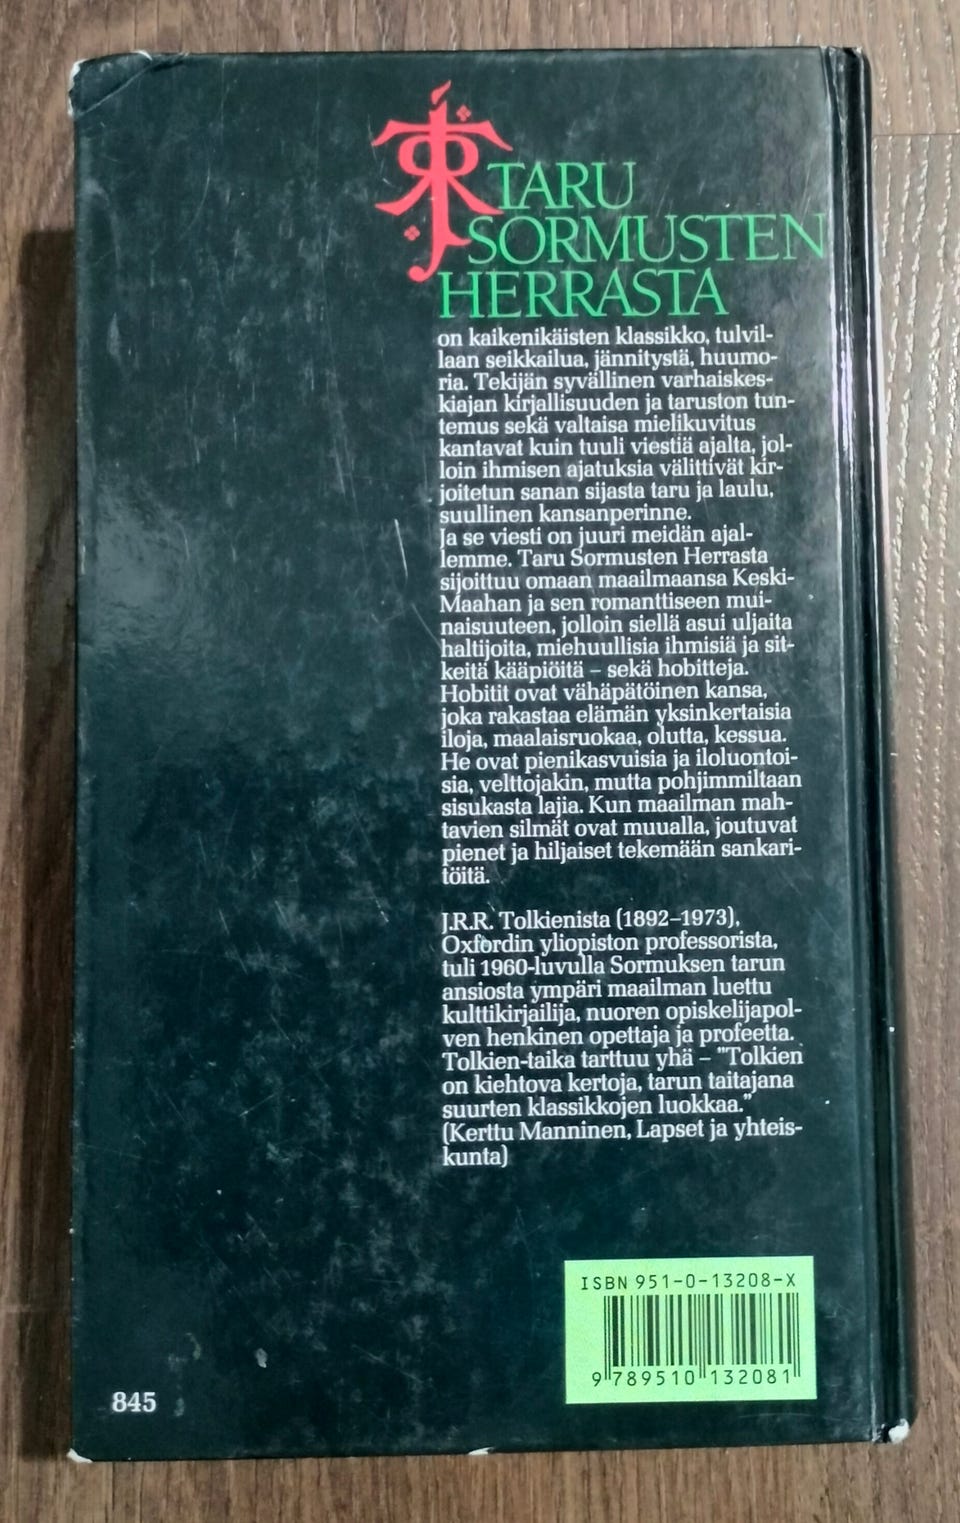 TARU
SORMUSTEN
HERRASTA
on kaikenikäisten klassikko, tulvil-
laan seikkailua, jännitystä, huumo-
ria. Tekijän syvällinen varhaiskes-
kiajan kirjallisuuden ja taruston tun-
temus sekä valtaisa mielikuvitus
kantavat kuin tuuli viestiä ajalta, jol-
loin ihmisen ajatuksia välittivät kir-
joitetun sanan sijasta taru ja laulu,
suullinen kansanperinne.
Ja se viesti on juuri meidän ajal-
lemme. Taru Sormusten Herrasta
sijoittuu omaan maailmaansa Keski-
Maahan ja sen romanttiseen mui-
naisuuteen, jolloin siellä asui uljaita
haltijoita, miehuullisia ihmisiä ja sit-
keitä kääpiöitä – sekä hobitteja.
Hobitit ovat vähäpätöinen kansa,
joka rakastaa elämän yksinkertaisia
iloja, maalaisruokaa, olutta, kessua.
He ovat pienikasvuisia ja iloluontoi-
sia, velttojakin, mutta pohjimmiltaan
sisukasta lajia. Kun maailman mah-
tavien silmät ovat muualla, joutuvat
pienet ja hiljaiset tekemään sankari-
töitä.
J.R.R. Tolkienista (1892–1973),
Oxfordin yliopiston professorista,
tuli 1960-luvulla Sormuksen tarun
ansiosta ympäri maailman luettu
kulttikirjailija, nuoren opiskelijapol-
ven henkinen opettaja ja profeetta.
Tolkien-taika tarttuu yhä – "Tolkien
on kiehtova kertoja, tarun taitajana
suurten klassikkojen luokkaa."
(Kerttu Manninen, Lapset ja yhteis-
kunta)
ISBN 951-0-13208-X
9 789510 132081
845